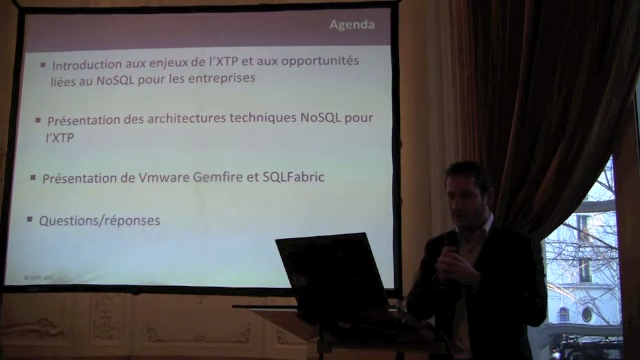 Agenda
Introduction aux enjeux de l'XTP et aux opportunités
liées au NoSQL pour les entreprises
Présentation des architectures techniques NoSQL pour
l'XTP
Présentation de Vmware Gemfire et SQLFabric
Questions/réponses